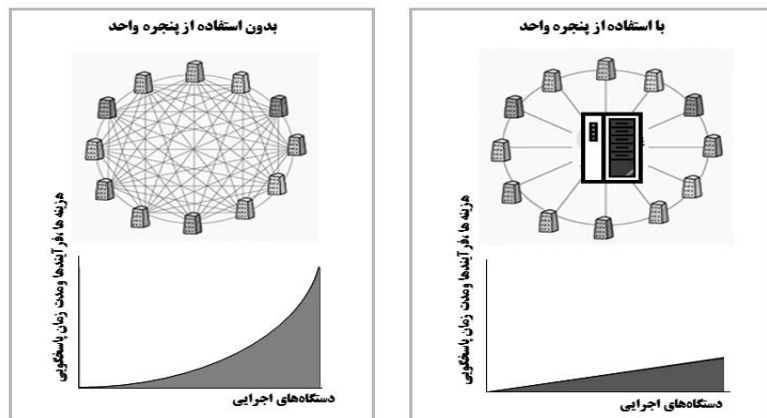 بدون استفاده از پنجره واحد
هزینه ها ،فرآیندها ومدت زمان پاسخگویی
دستگاه‌های اجرایی
با استفاده از پنجره واحد
هزینه ها ،فرآیندها ومدت زمان پاسخگویی
دستگاه‌های اجرایی